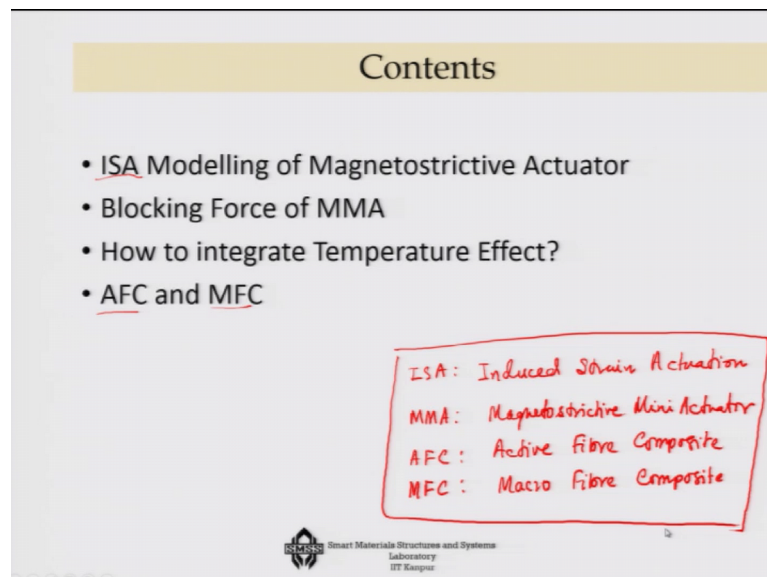 Contents
• ISA Modelling of Magnetostrictive Actuator
• Blocking Force of MMA
• How to integrate Temperature Effect?
• AFC and MFC
ISA : Induced Strain Actuation
MMA : Magnetostrictive Mini Actuator
AFC : Active Fibre Composite
MFC : Macro Fibre Composite
SMSS
Smart Materials Structures and Systems
Laboratory
IIT Kanpur